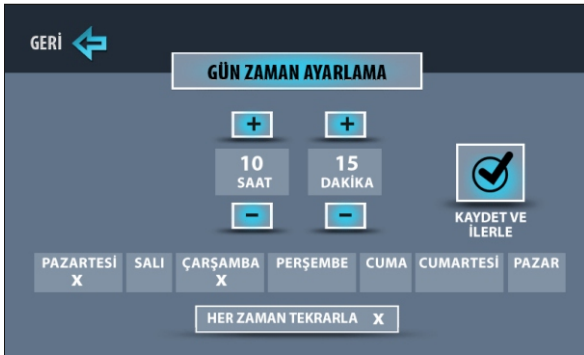 GERİ
GÜN ZAMAN AYARLAMA
+ +
10 15
SAAT DAKİKA
- -
KAYDET VE
İLERLE
PAZARTESİ SALI ÇARŞAMBA PERŞEMBE CUMA CUMARTESİ PAZAR
X X
HER ZAMAN TEKRARLA X